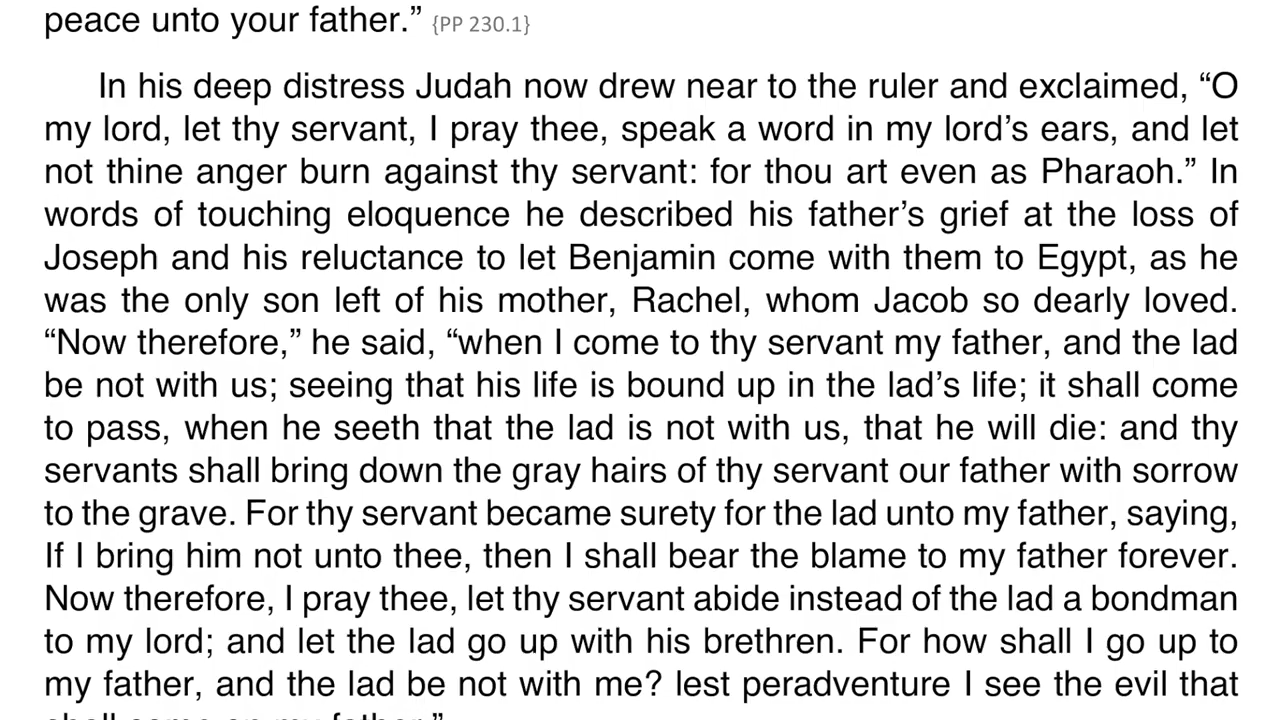 peace unto your father.” {PP 230.1}
In his deep distress Judah now drew near to the ruler and exclaimed, “O
my lord, let thy servant, I pray thee, speak a word in my lord’s ears, and let
not thine anger burn against thy servant: for thou art even as Pharaoh.” In
words of touching eloquence he described his father’s grief at the loss of
Joseph and his reluctance to let Benjamin come with them to Egypt, as he
was the only son left of his mother, Rachel, whom Jacob so dearly loved.
“Now therefore,” he said, “when I come to thy servant my father, and the lad
be not with us; seeing that his life is bound up in the lad’s life; it shall come
to pass, when he seeth that the lad is not with us, that he will die: and thy
servants shall bring down the gray hairs of thy servant our father with sorrow
to the grave. For thy servant became surety for the lad unto my father, saying,
If I bring him not unto thee, then I shall bear the blame to my father forever.
Now therefore, I pray thee, let thy servant abide instead of the lad a bondman
to my lord; and let the lad go up with his brethren. For how shall I go up to
my father, and the lad be not with me? lest peradventure I see the evil that
shall come on my father.”